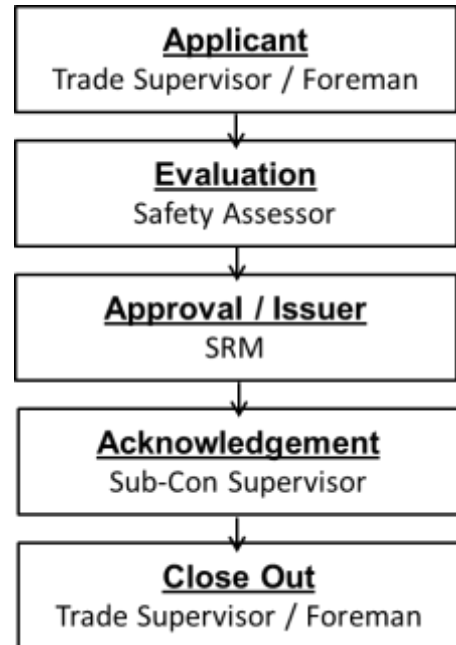 Applicant
Trade Supervisor / Foreman
Evaluation
Safety Assessor
Approval / Issuer
SRM
Acknowledgement
Sub-Con Supervisor
Close Out
Trade Supervisor / Foreman